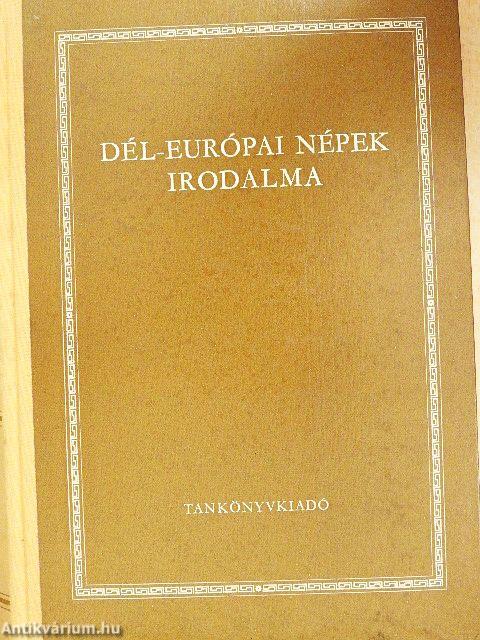 DÉL-EURÓPAI NÉPEK
IRODALMA
TANKÖNYVKIADÓ
Antikvárium.hu